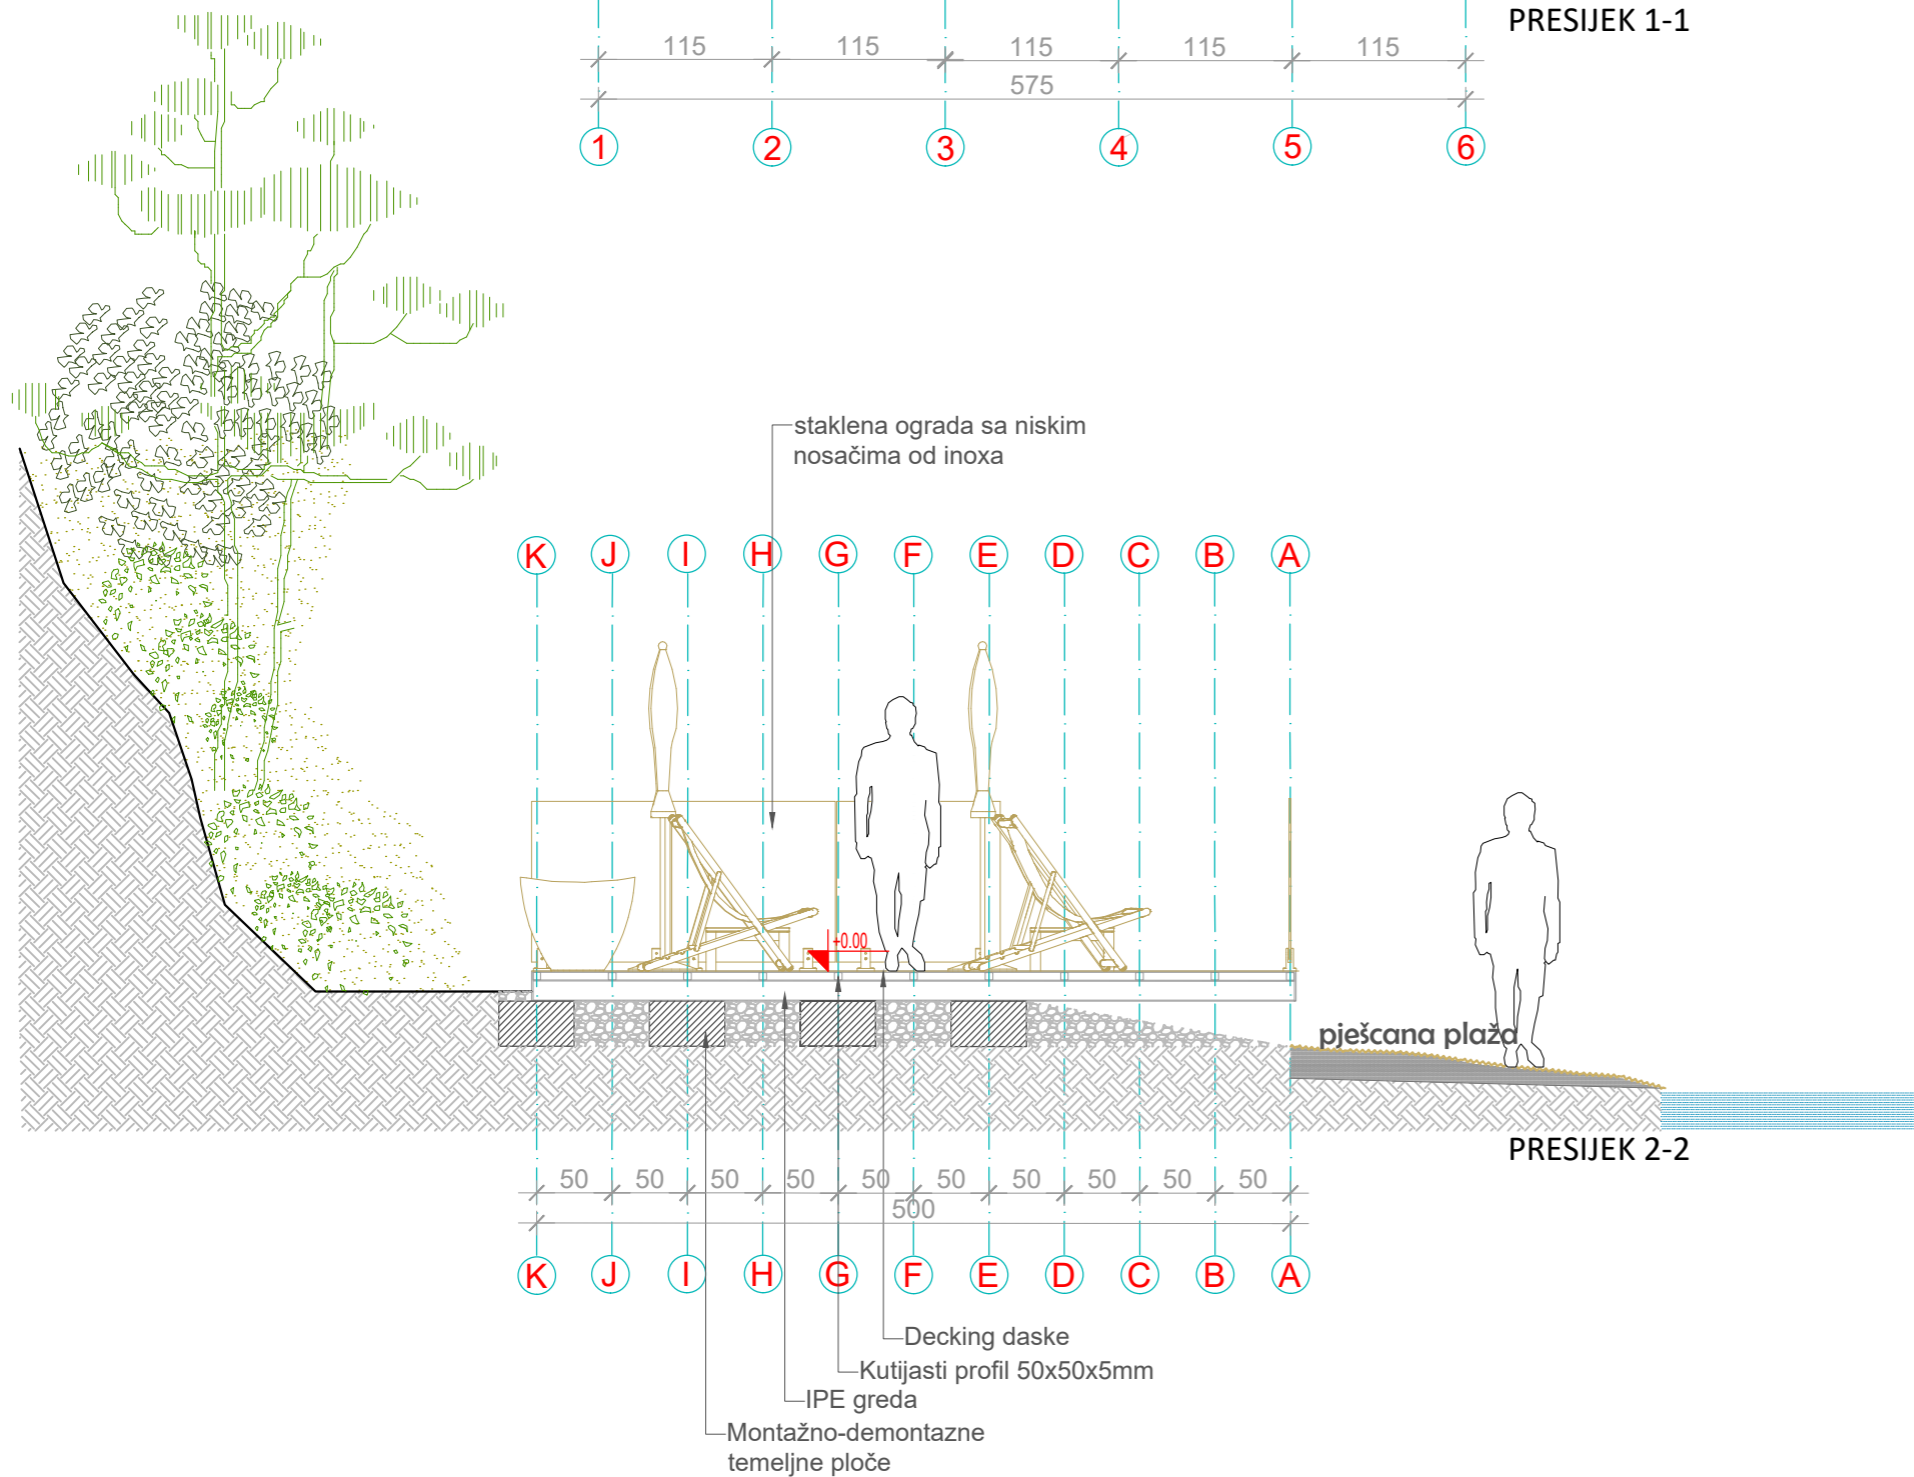 PRESIJEK 1-1
115 115 115 115 115
575
1 2 3 4 5 6
staklena ograda sa niskim
nosačima od inoxa
K J I H G F E D C B A
+0.00
pješcana plaža
PRESIJEK 2-2
50 50 50 50 50 50 50 50 50 50
500
K J I H G F E D C B A
Decking daske
Kutijasti profil 50x50x5mm
IPE greda
Montažno-demontazne
temeljne ploče